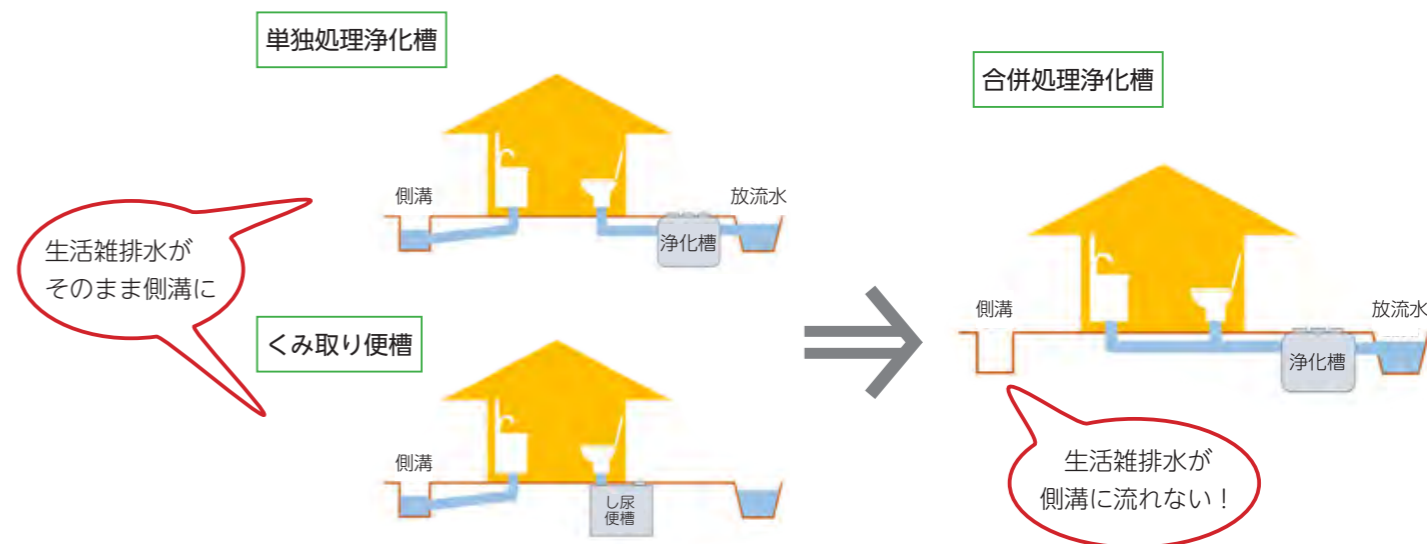 単独処理浄化槽
側溝
放流水
浄化槽
生活雑排水が
そのまま側溝に
くみ取り便槽
側溝
し尿
便槽
合併処理浄化槽
側溝
放流水
浄化槽
生活雑排水が
側溝に流れない！